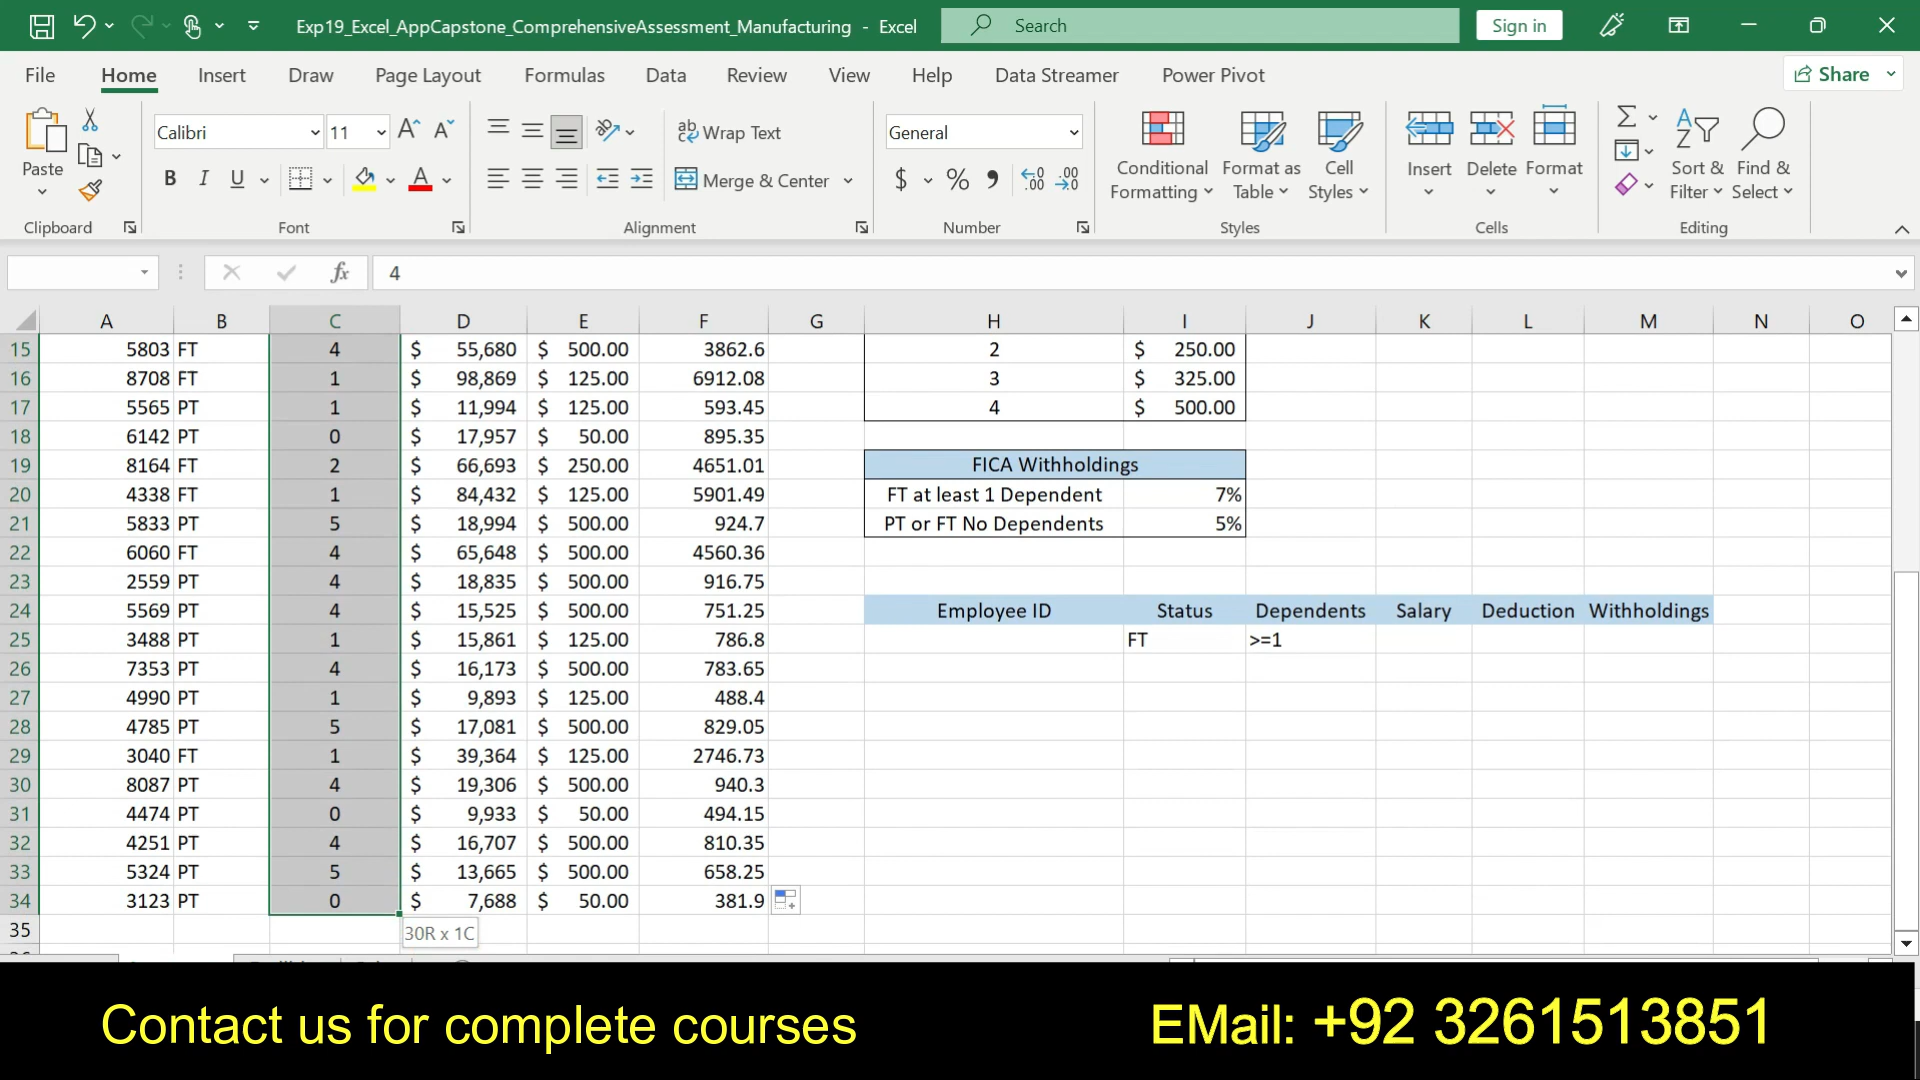 Exp19_Excel_AppCapstone_ComprehensiveAssessment_Manufacturing - Excel Search Sign in
File Home Insert Draw Page Layout Formulas Data Review View Help Data Streamer Power Pivot Share
Calibri 11 Wrap Text General
Paste Merge & Center Conditional Formatting Format as Table Cell Styles Insert Delete Format Sort & Filter Find & Select
B I U $ %
Clipboard Font Alignment Number Styles Cells Editing
fx 4
A B C D E F G H I J K L M N O
15 5803 FT 4 $ 55,680 $ 500.00 3862.6 2 $ 250.00
16 8708 FT 1 $ 98,869 $ 125.00 6912.08 3 $ 325.00
17 5565 PT 1 $ 11,994 $ 125.00 593.45 4 $ 500.00
18 6142 PT 0 $ 17,957 $ 50.00 895.35
19 8164 FT 2 $ 66,693 $ 250.00 4651.01 FICA Withholdings
20 4338 FT 1 $ 84,432 $ 125.00 5901.49 FT at least 1 Dependent 7%
21 5833 PT 5 $ 18,994 $ 500.00 924.7 PT or FT No Dependents 5%
22 6060 FT 4 $ 65,648 $ 500.00 4560.36
23 2559 PT 4 $ 18,835 $ 500.00 916.75
24 5569 PT 4 $ 15,525 $ 500.00 751.25 Employee ID Status Dependents Salary Deduction Withholdings
25 3488 PT 1 $ 15,861 $ 125.00 786.8 FT >=1
26 7353 PT 4 $ 16,173 $ 500.00 783.65
27 4990 PT 1 $ 9,893 $ 125.00 488.4
28 4785 PT 5 $ 17,081 $ 500.00 829.05
29 3040 FT 1 $ 39,364 $ 125.00 2746.73
30 8087 PT 4 $ 19,306 $ 500.00 940.3
31 4474 PT 0 $ 9,933 $ 50.00 494.15
32 4251 PT 4 $ 16,707 $ 500.00 810.35
33 5324 PT 5 $ 13,665 $ 500.00 658.25
34 3123 PT 0 $ 7,688 $ 50.00 381.9
35
30R x 1C
Contact us for complete courses EMail: +92 3261513851